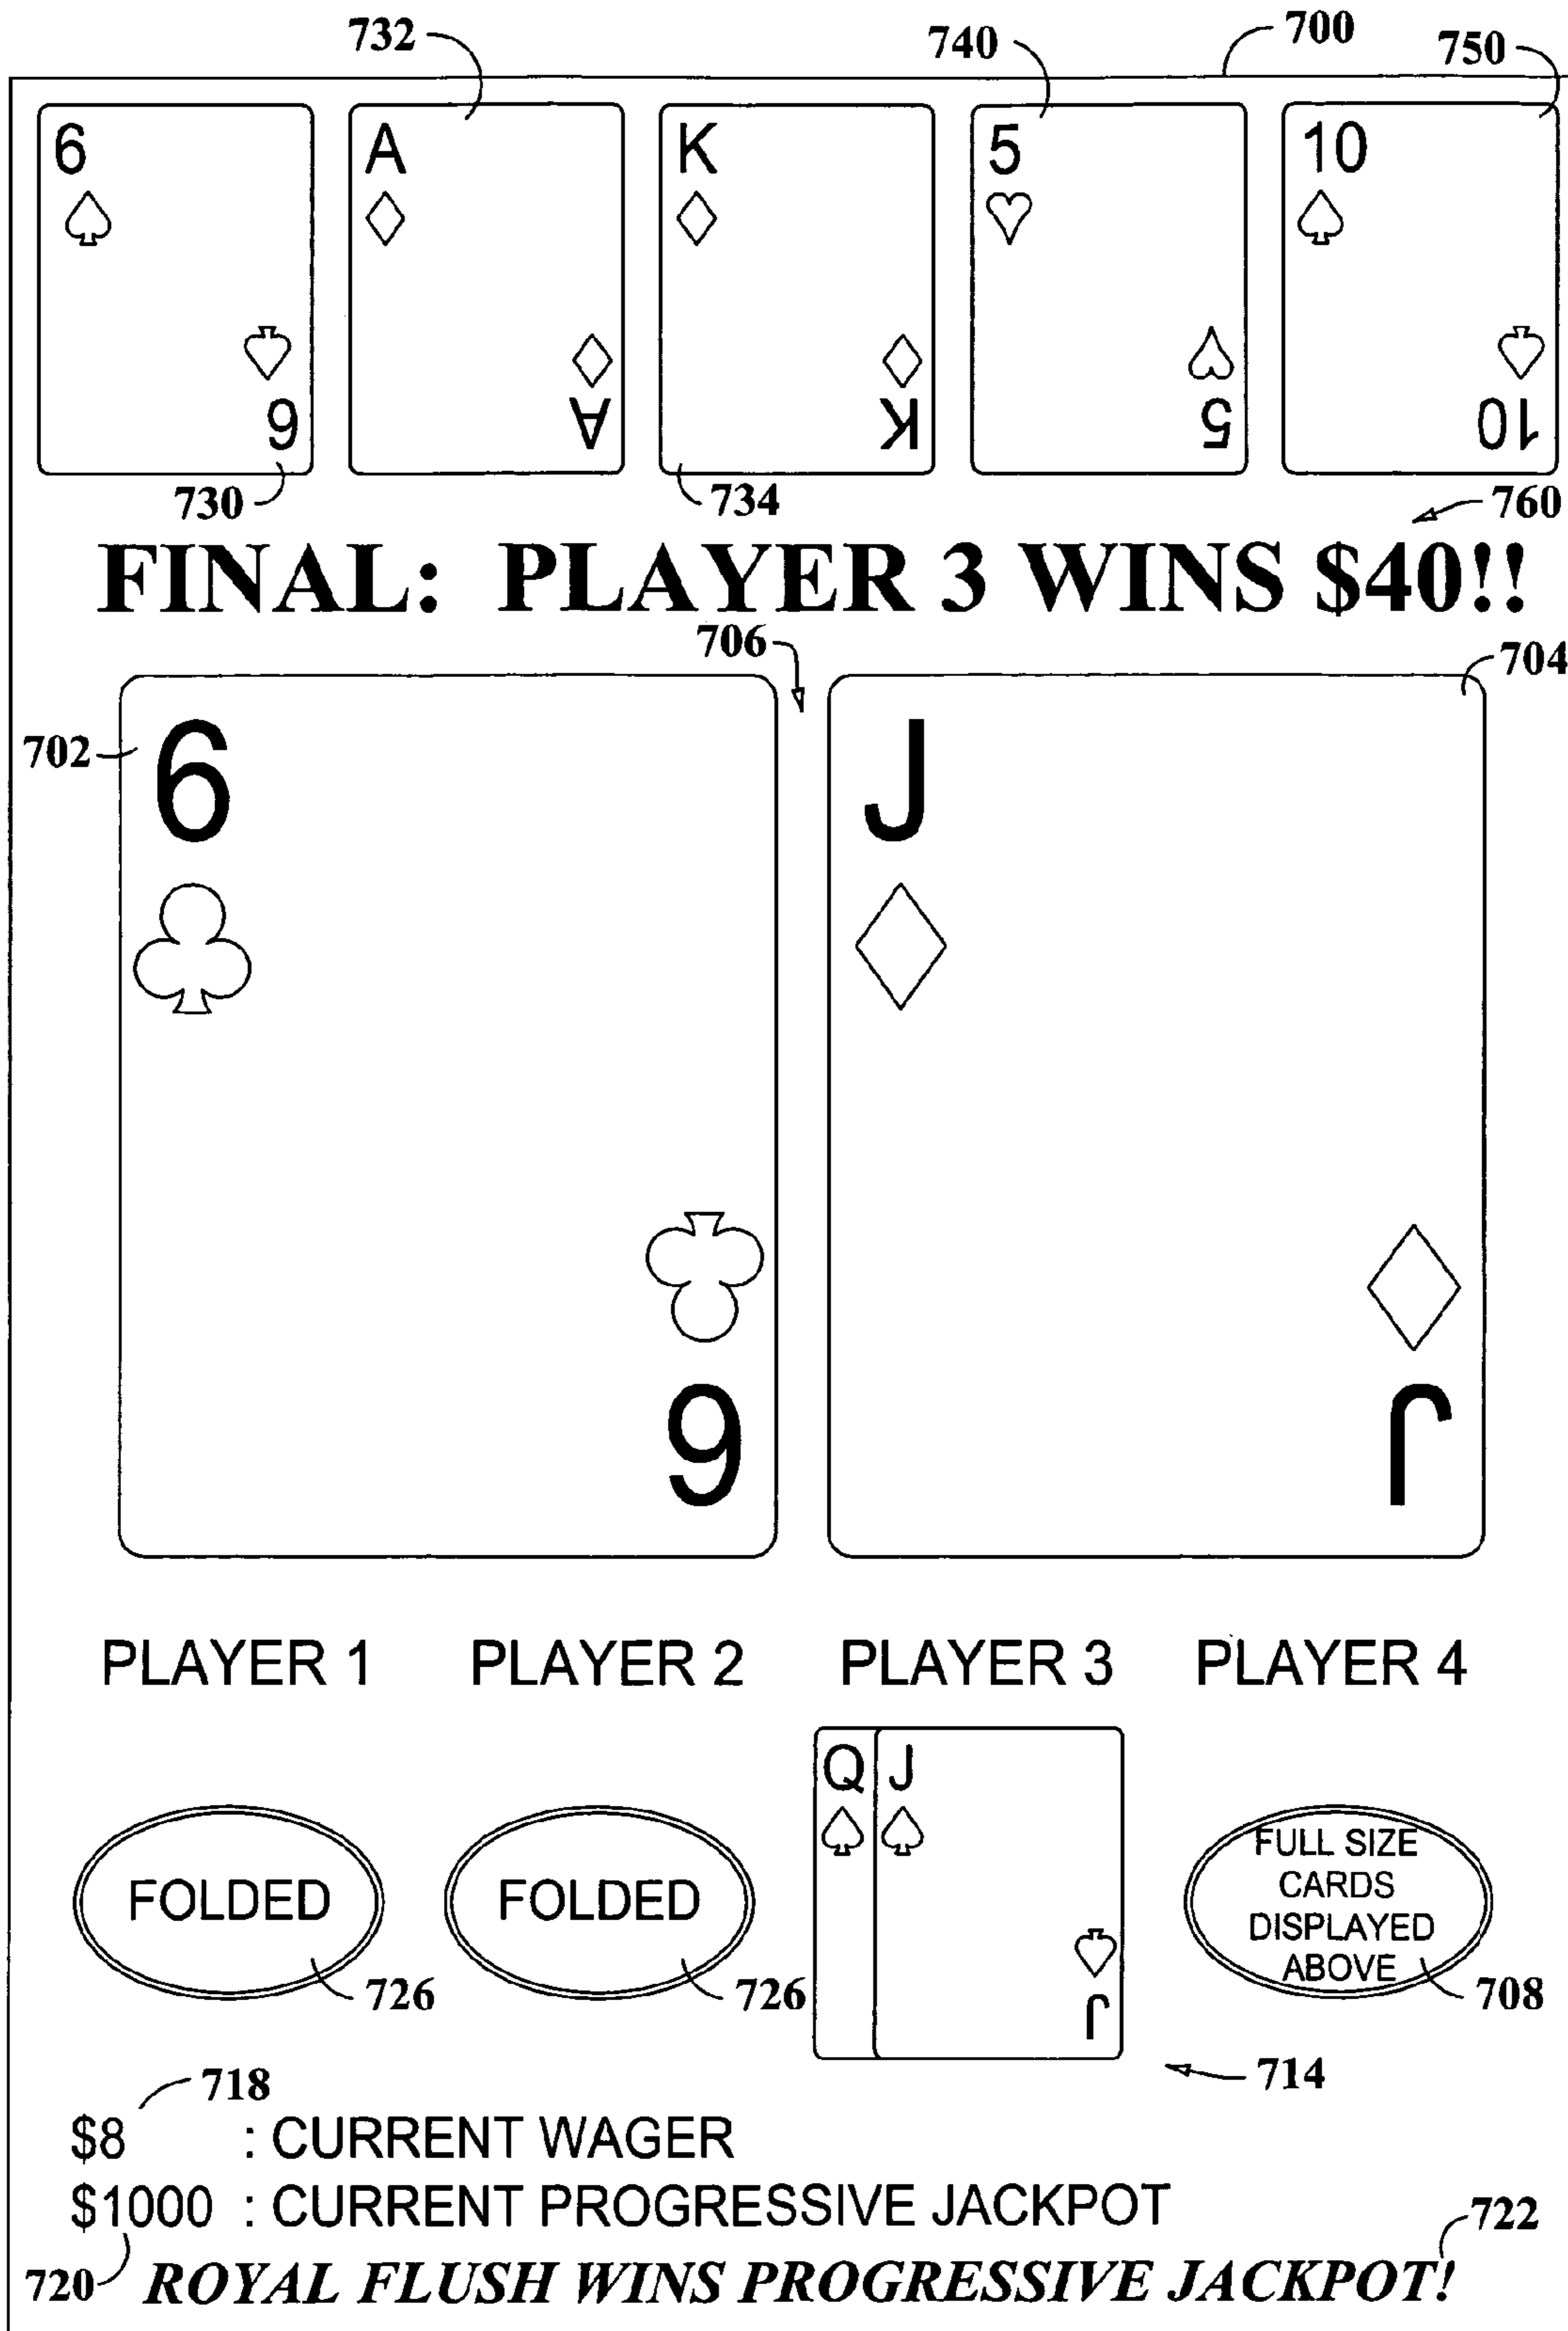 732 740 700 750
6 A K 5 10
6 A K 5 10
730 734 760
FINAL: PLAYER 3 WINS $40!!
706 704
702 6 J
6 J
PLAYER 1 PLAYER 2 PLAYER 3 PLAYER 4
Q J
FOLDED FOLDED FULL SIZE
CARDS
DISPLAYED
ABOVE
726 726 J 708
718 714
$8 : CURRENT WAGER
$1000 : CURRENT PROGRESSIVE JACKPOT
722
720 ROYAL FLUSH WINS PROGRESSIVE JACKPOT!